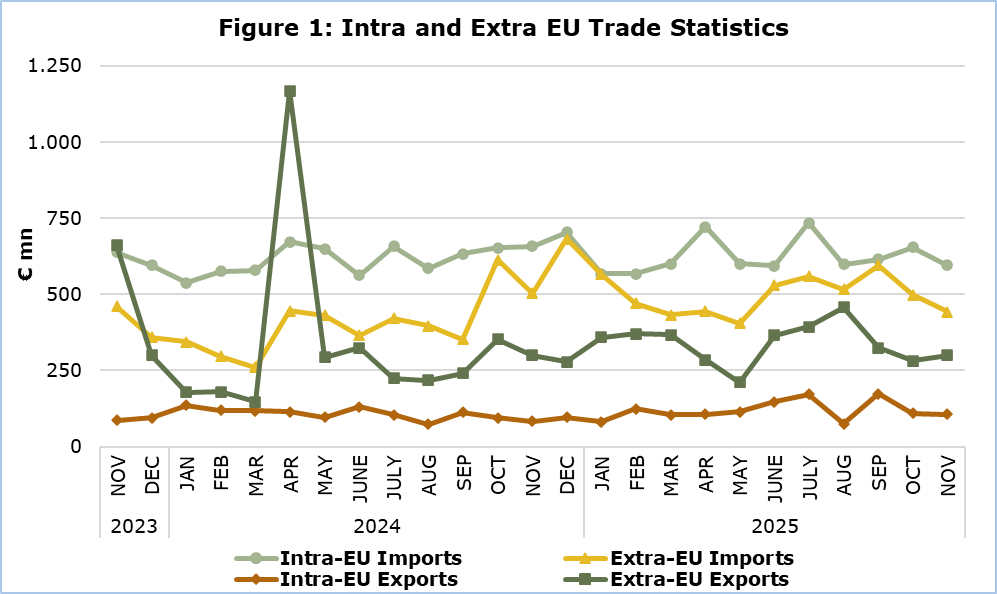 Figure 1: Intra and Extra EU Trade Statistics
€ mn
1.250
1.000
750
500
250
0
NOV DEC JAN FEB MAR APR MAY JUNE JULY AUG SEP OCT NOV DEC JAN FEB MAR APR MAY JUNE JULY AUG SEP OCT NOV
2023 2024 2025
Intra-EU Imports Extra-EU Imports
Intra-EU Exports Extra-EU Exports